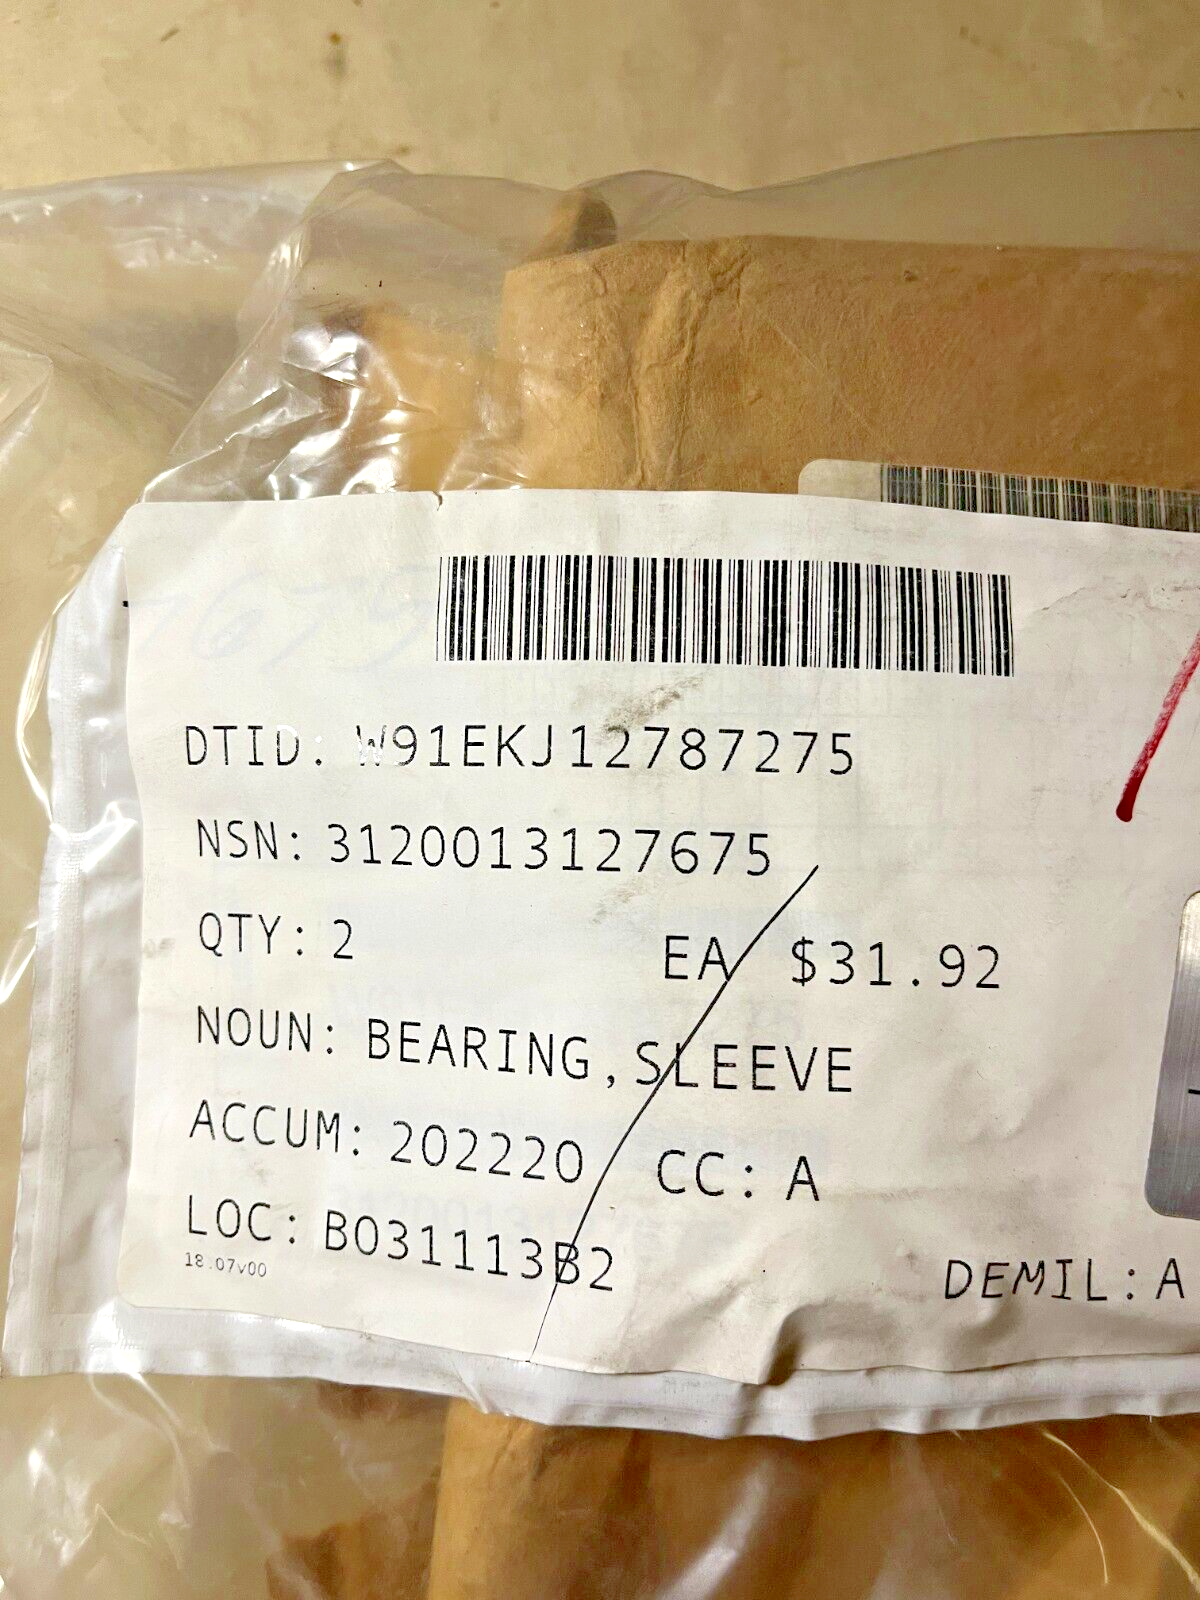 7675
DTID: W91EKJ12787275
NSN: 3120013127675
QTY: 2 EA $31.92
NOUN: BEARING,SLEEVE
ACCUM: 202220 CC: A
LOC: B031113B2
18.07v00
DEMIL: A